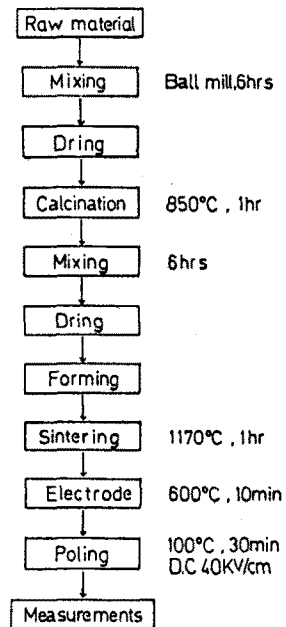 Raw material
Mixing Ball mill,6hrs
Dring
Calcination 850°C , 1hr
Mixing 6hrs
Dring
Forming
Sintering 1170°C , 1hr
Electrode 600°C , 10min
Poling 100°C , 30min
D.C 40KV/cm
Measurements